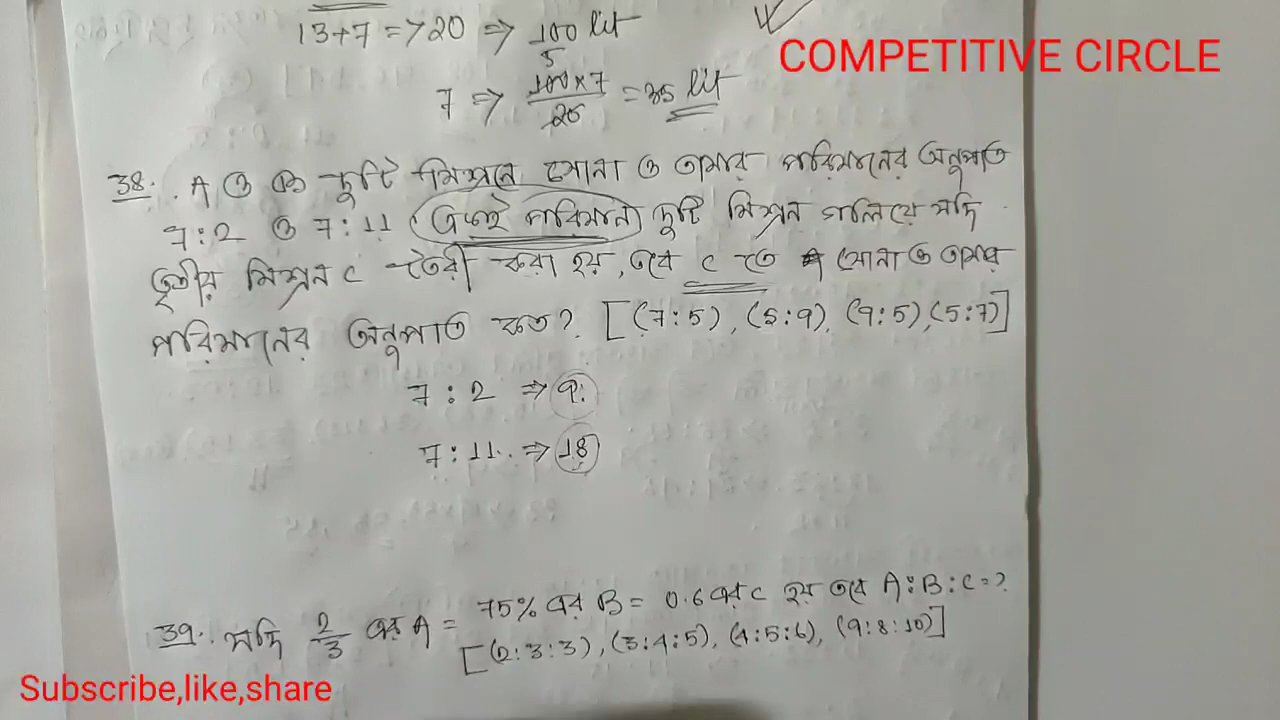 13+7 => 20 => 100 lit
COMPETITIVE CIRCLE
5
7 => 100×7/20 = 35 lit
38. A ও B দুটি মিশ্রনে সোনা ও তামার পরিমানের অনুপাত
7:2 ও 7:11 (একই পরিমান) দুটি মিশ্রন গলিয়ে যদি
তৃতীয় মিশ্রন C তৈরী করা হয়, তবে C তে সোনা ও তামার
পরিমানের অনুপাত কত? [(7:5), (5:9), (9:5), (5:7)]
7 : 2 => 9
7 : 11 => 18
39. যদি 2/3 এর A = 75% এর B = 0.6 এর C হয় তবে A:B:C=?
[(2:3:3), (3:4:5), (4:5:6), (9:8:10)]
Subscribe,like,share